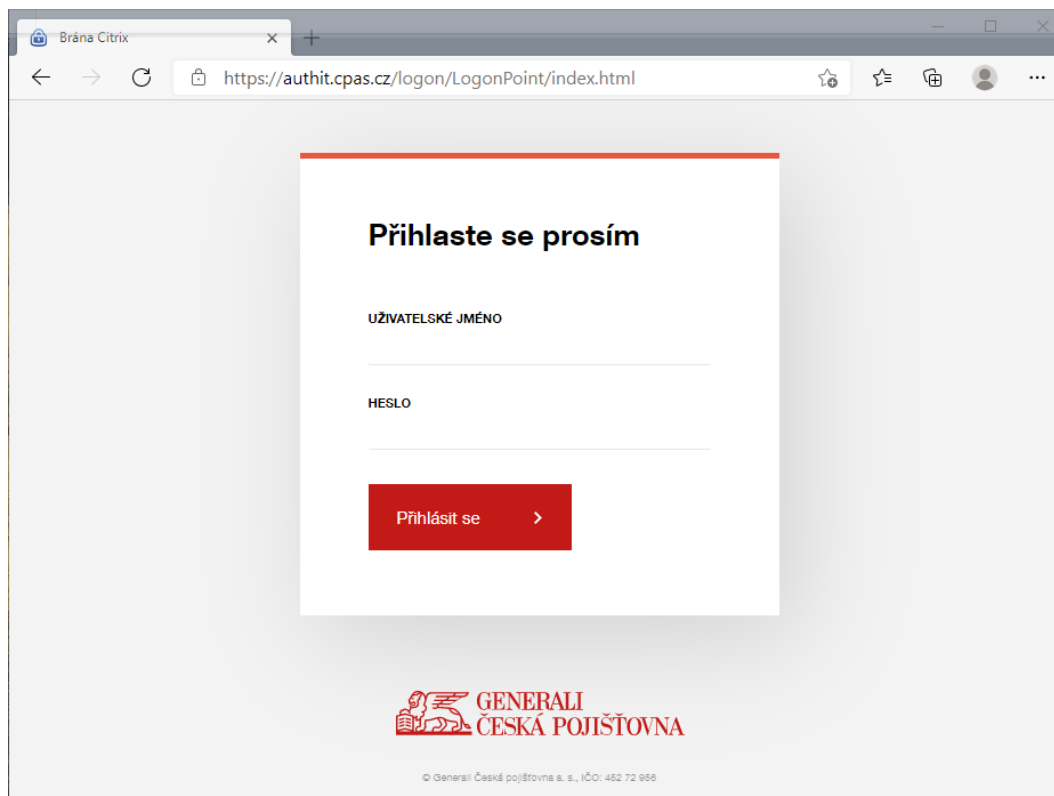 Brána Citrix
https://authit.cpas.cz/logon/LogonPoint/index.html
Přihlaste se prosím
UŽIVATELSKÉ JMÉNO
HESLO
Přihlásit se
GENERALI
ČESKÁ POJIŠŤOVNA
© Generali Česká pojišťovna a. s., IČO: 452 72 956